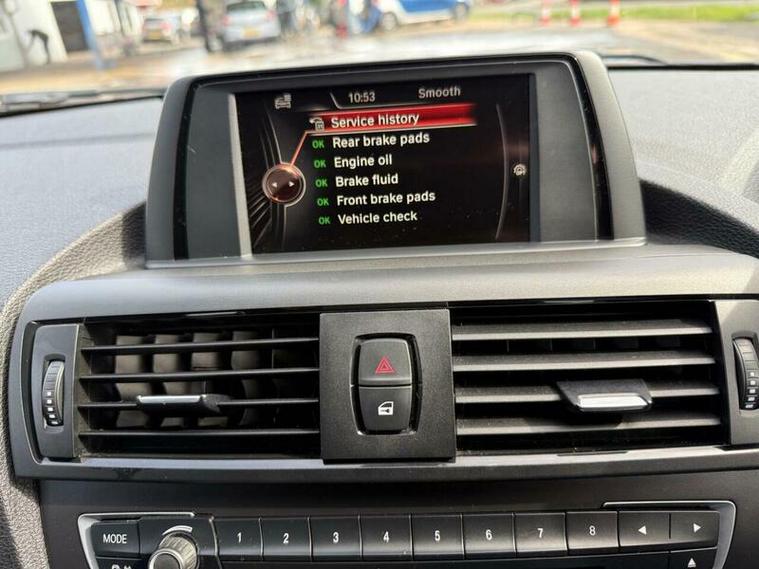 10:53 Smooth
Service history
OK Rear brake pads
OK Engine oil
OK Brake fluid
OK Front brake pads
OK Vehicle check
MODE 1 2 3 4 5 6 7 8